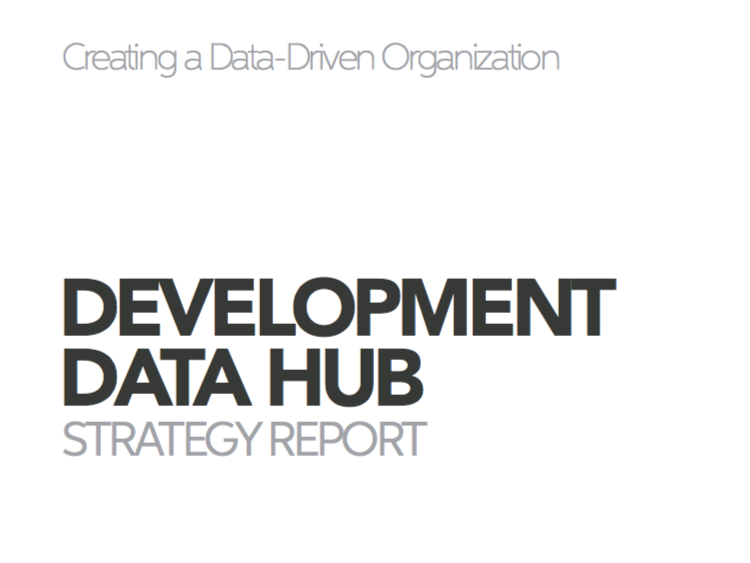 Creating a Data-Driven Organization
DEVELOPMENT
DATA HUB
STRATEGY REPORT